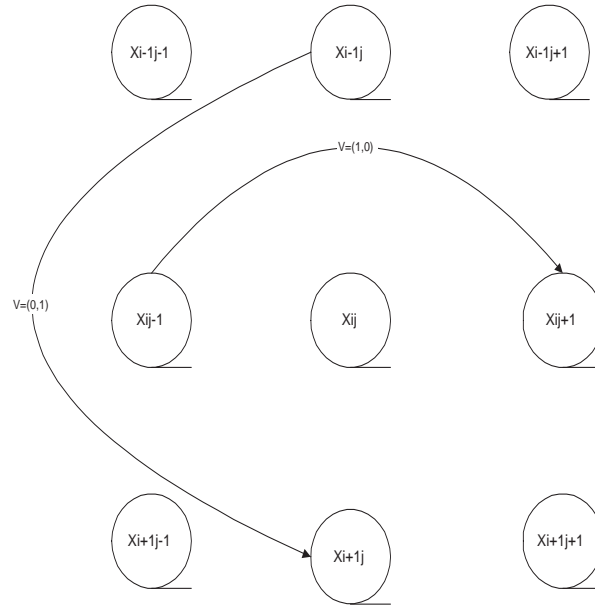 Xi-1j-1
Xi-1j
Xi-1j+1
V=(1,0)
V=(0,1)
Xij-1
Xij
Xij+1
Xi+1j-1
Xi+1j
Xi+1j+1